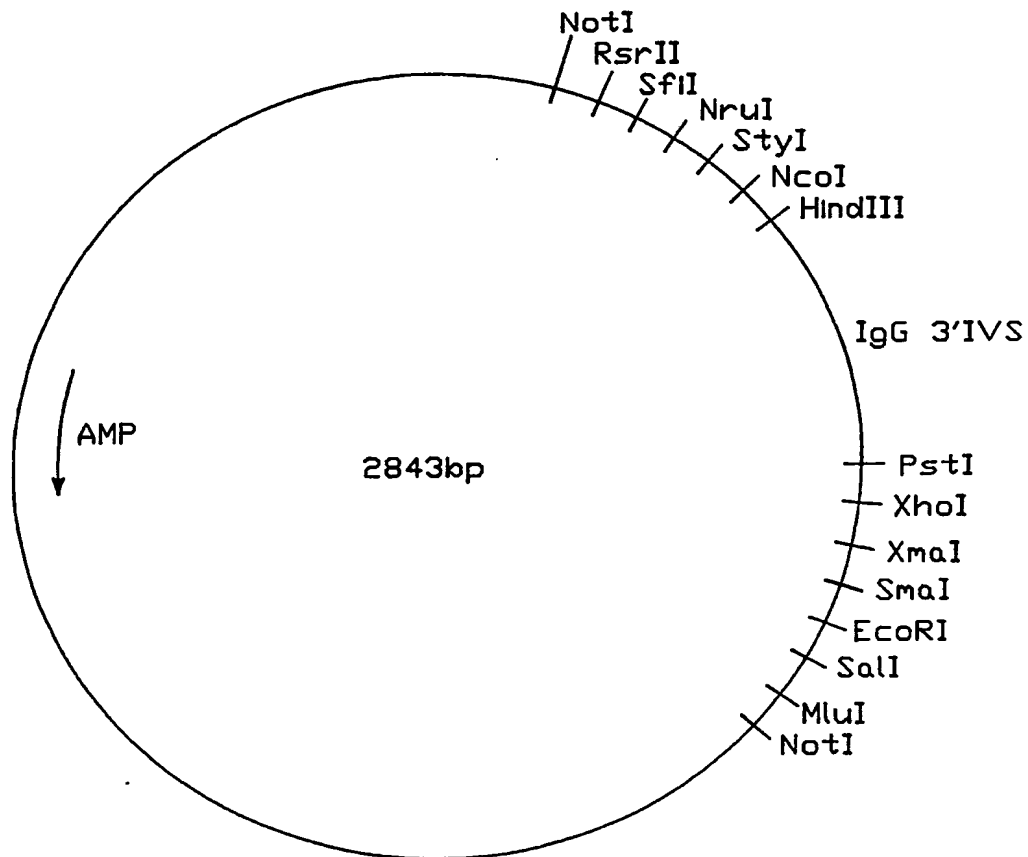 NotI
RsrII
SfiI
NruI
StyI
NcoI
HindIII
IgG 3'IVS
AMP
2843bp
PstI
XhoI
XmaI
SmaI
EcoRI
SalI
MluI
NotI